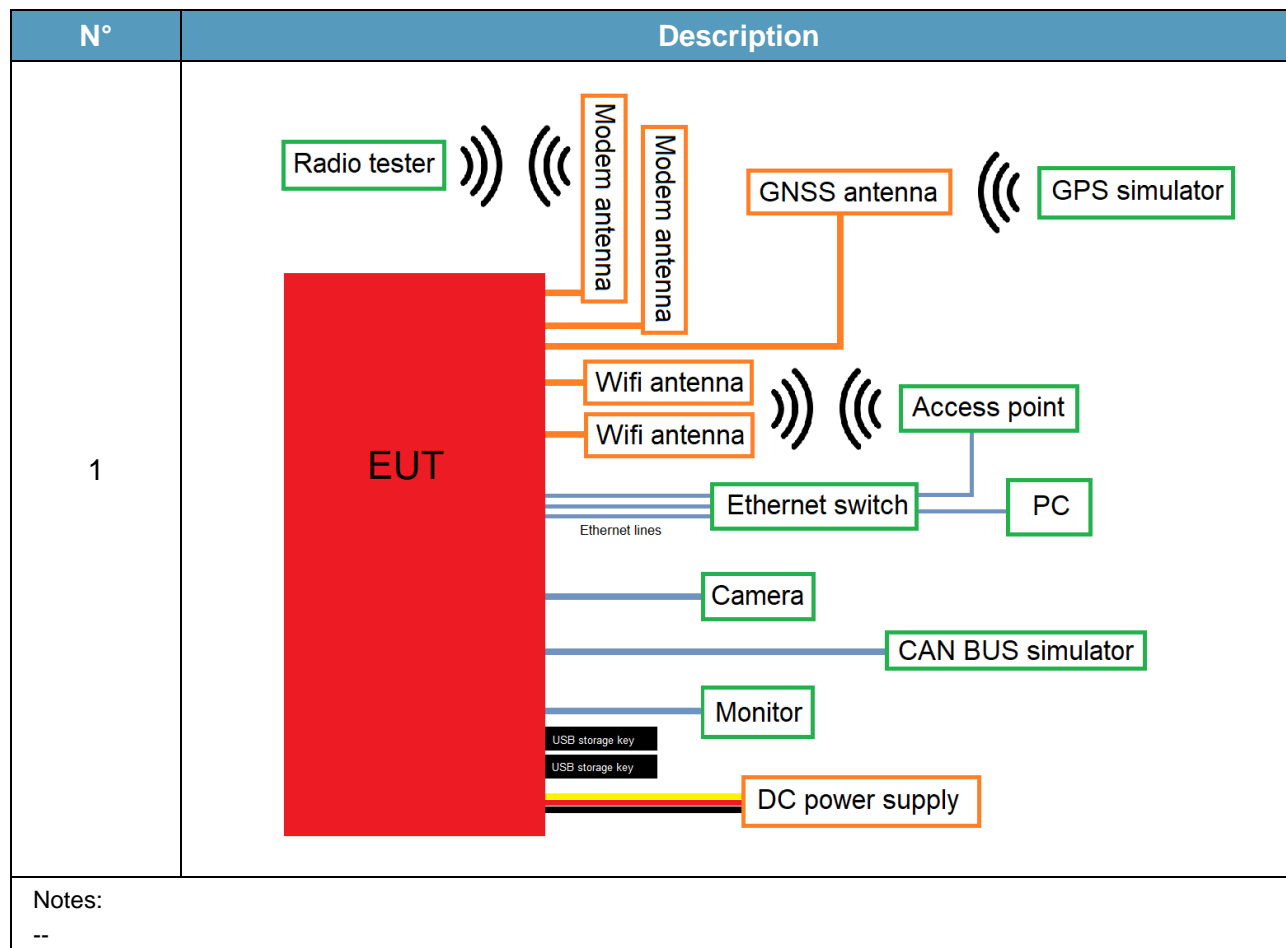 N°
Description
1
Radio tester
Modem antenna
Modem antenna
GNSS antenna
GPS simulator
EUT
Wifi antenna
Wifi antenna
Access point
Ethernet switch
PC
Ethernet lines
Camera
CAN BUS simulator
Monitor
USB storage key
USB storage key
DC power supply
Notes:
--